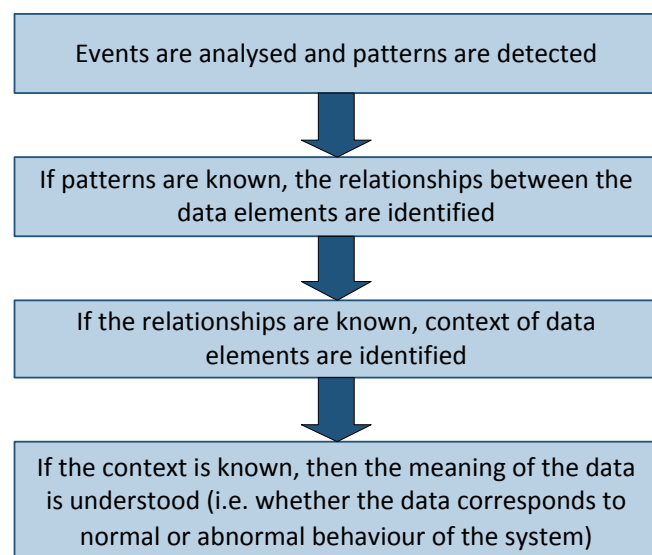 Events are analysed and patterns are detected
If patterns are known, the relationships between the
data elements are identified
If the relationships are known, context of data
elements are identified
If the context is known, then the meaning of the data
is understood (i.e. whether the data corresponds to
normal or abnormal behaviour of the system)